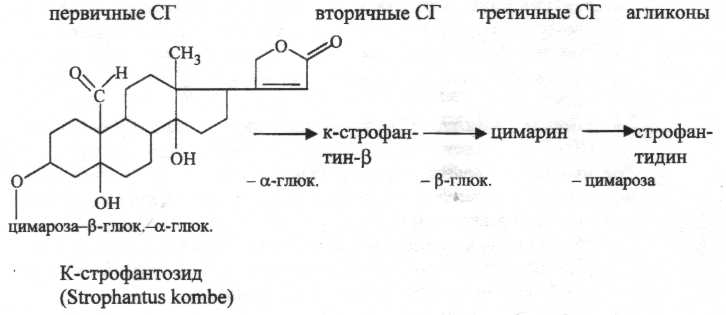 первичные СГ вторичные СГ третичные СГ агликоны
CH₃
O
O
O
H
C
к-строфан-
тин-β
цимарин
строфан-
тидин
OH
– α-глюк.
– β-глюк.
– цимароза
O
OH
цимароза–β-глюк.–α-глюк.
К-строфантозид
(Strophantus kombe)